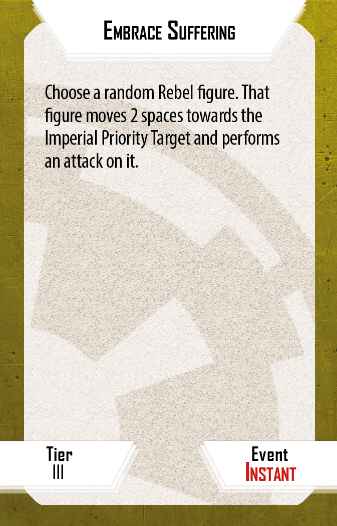 Embrace Suffering
Choose a random Rebel figure. That
figure moves 2 spaces towards the
Imperial Priority Target and performs
an attack on it.
Tier
III
Event
Instant